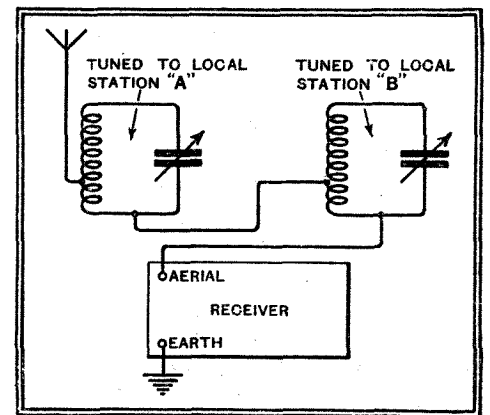 TUNED TO LOCAL
STATION "A"
TUNED TO LOCAL
STATION "B"
AERIAL
RECEIVER
EARTH